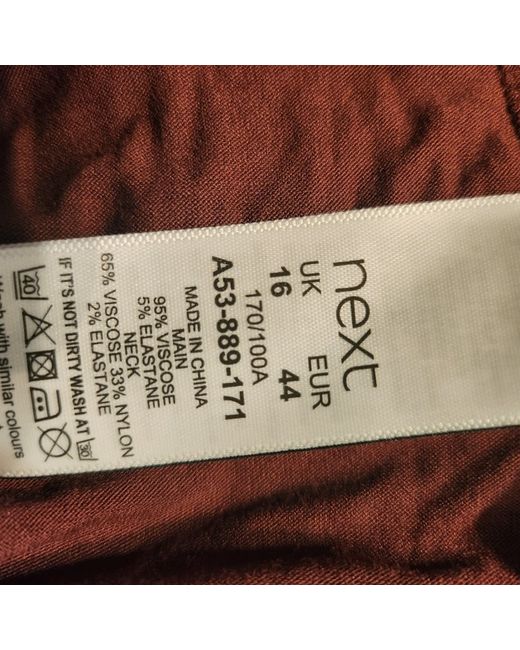 next
UK EUR
16 44
170/100A
A53-889-171
MADE IN CHINA
MAIN
95% VISCOSE
5% ELASTANE
NECK
65% VISCOSE 33% NYLON
2% ELASTANE
IF IT'S NOT DIRTY WASH AT 30
40
Wash with similar colours